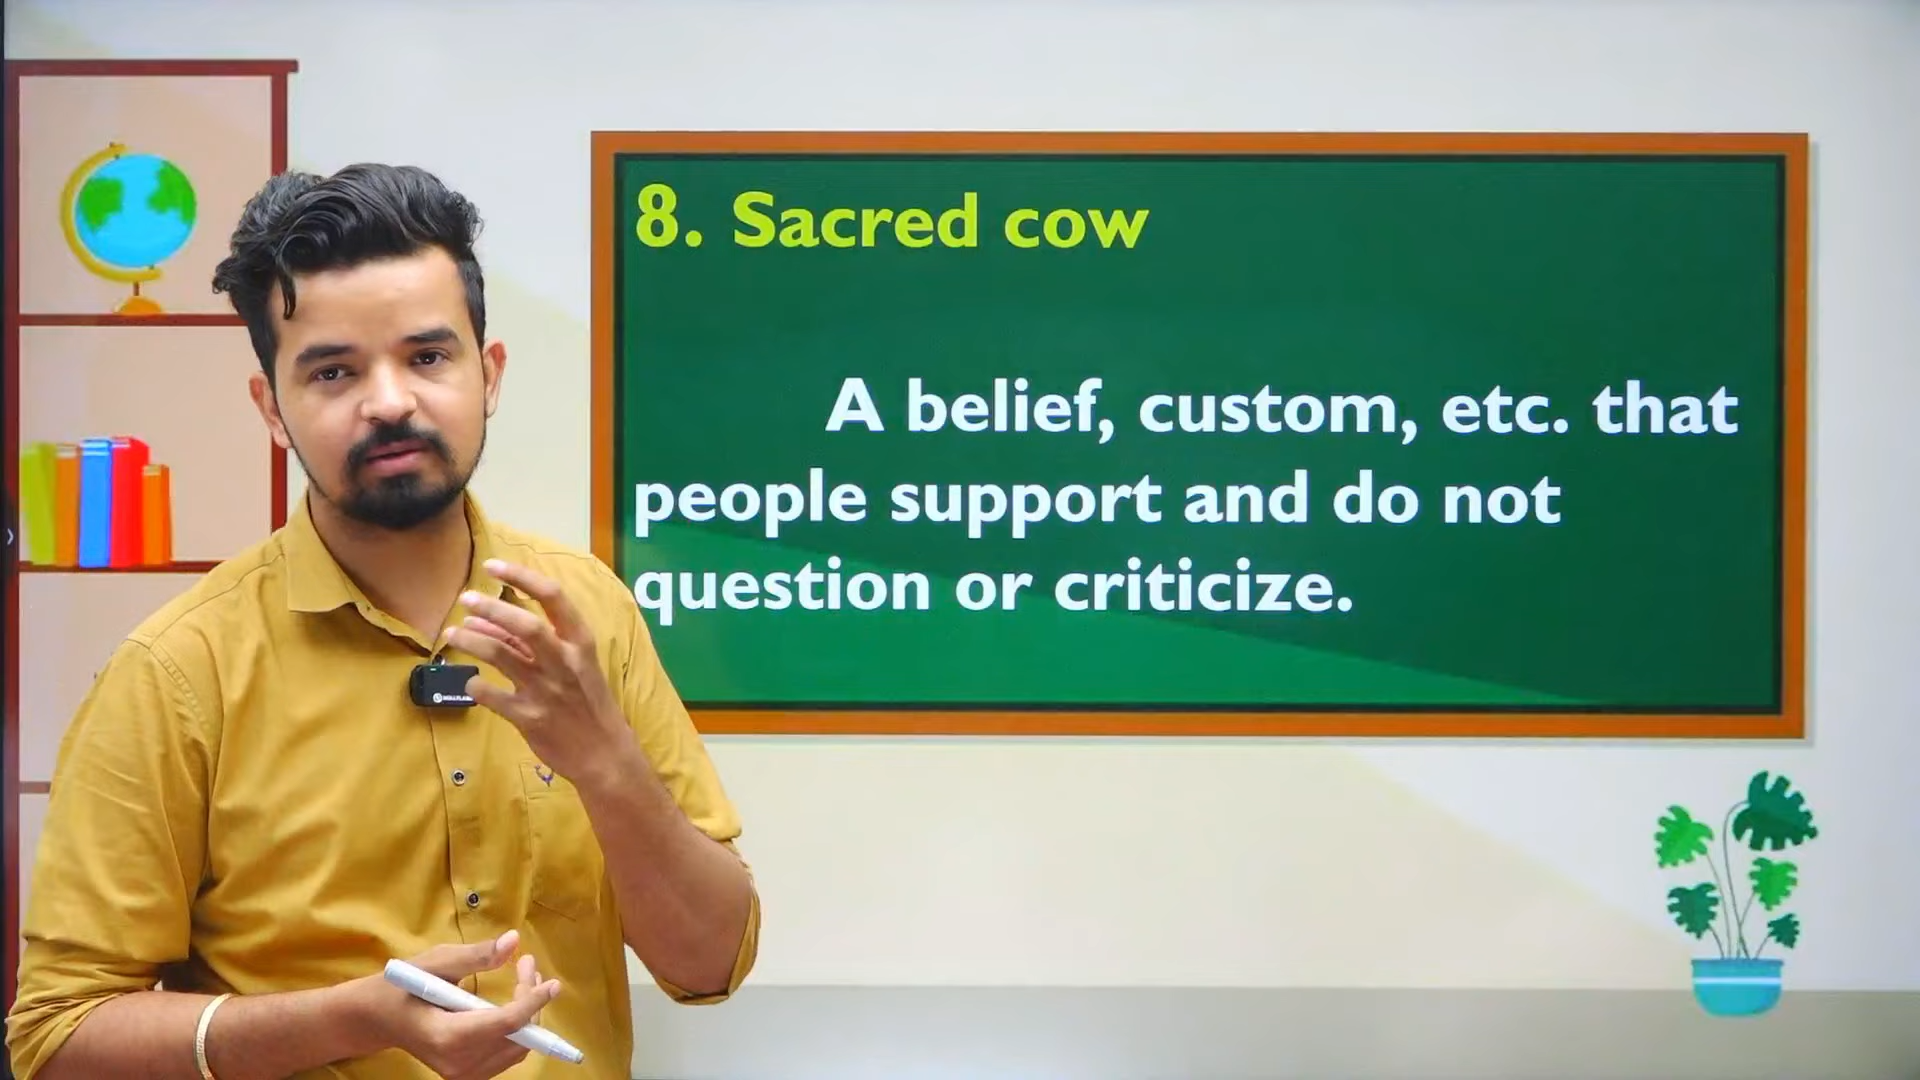 8. Sacred cow
A belief, custom, etc. that
people support and do not
question or criticize.